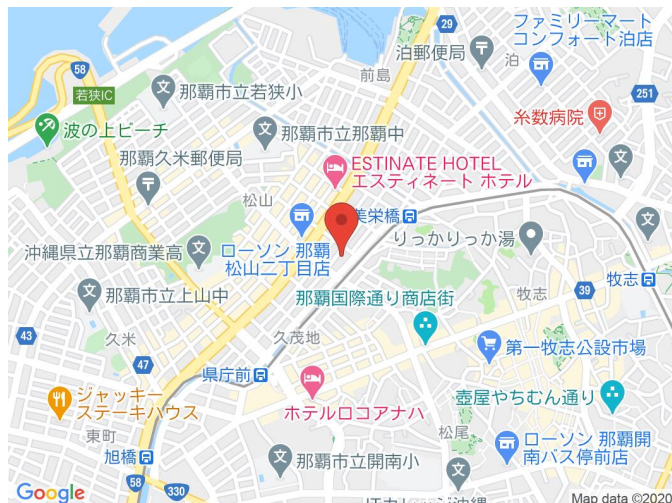 ファミリーマート
コンフォート泊店
泊郵便局
泊
前島
58
29
251
若狭IC
那覇市立若狭小
糸数病院
波の上ビーチ
那覇市立那覇中
那覇久米郵便局
ESTINATE HOTEL
エスティネート ホテル
松山
美栄橋
ローソン 那覇
松山二丁目店
りっかりっか湯
沖縄県立那覇商業高
牧志
那覇市立上山中
那覇国際通り商店街
牧志
39
43
久米
久茂地
第一牧志公設市場
47
県庁前
ジャッキー
ステーキハウス
ホテルロコアナハ
壺屋やちむん通り
東町
松尾
ローソン 那覇開
南バス停前店
旭橋
那覇市立開南小
58
330
Google
Map data ©2020